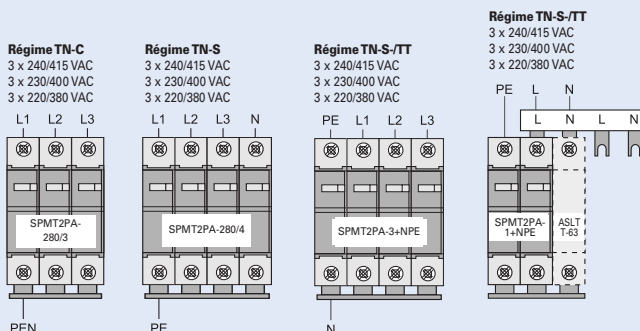 Régime TN-C
3 x 240/415 VAC
3 x 230/400 VAC
3 x 220/380 VAC
L1 L2 L3
SPMT2PA-
280/3
PEN
Régime TN-S
3 x 240/415 VAC
3 x 230/400 VAC
3 x 220/380 VAC
L1 L2 L3 N
SPMT2PA-280/4
PE
Régime TN-S-/TT
3 x 240/415 VAC
3 x 230/400 VAC
3 x 220/380 VAC
PE L1 L2 L3
SPMT2PA-3+NPE
N
Régime TN-S-/TT
3 x 240/415 VAC
3 x 230/400 VAC
3 x 220/380 VAC
PE L N
L N L N
SPMT2PA-
1+NPE
ASLT
T-63